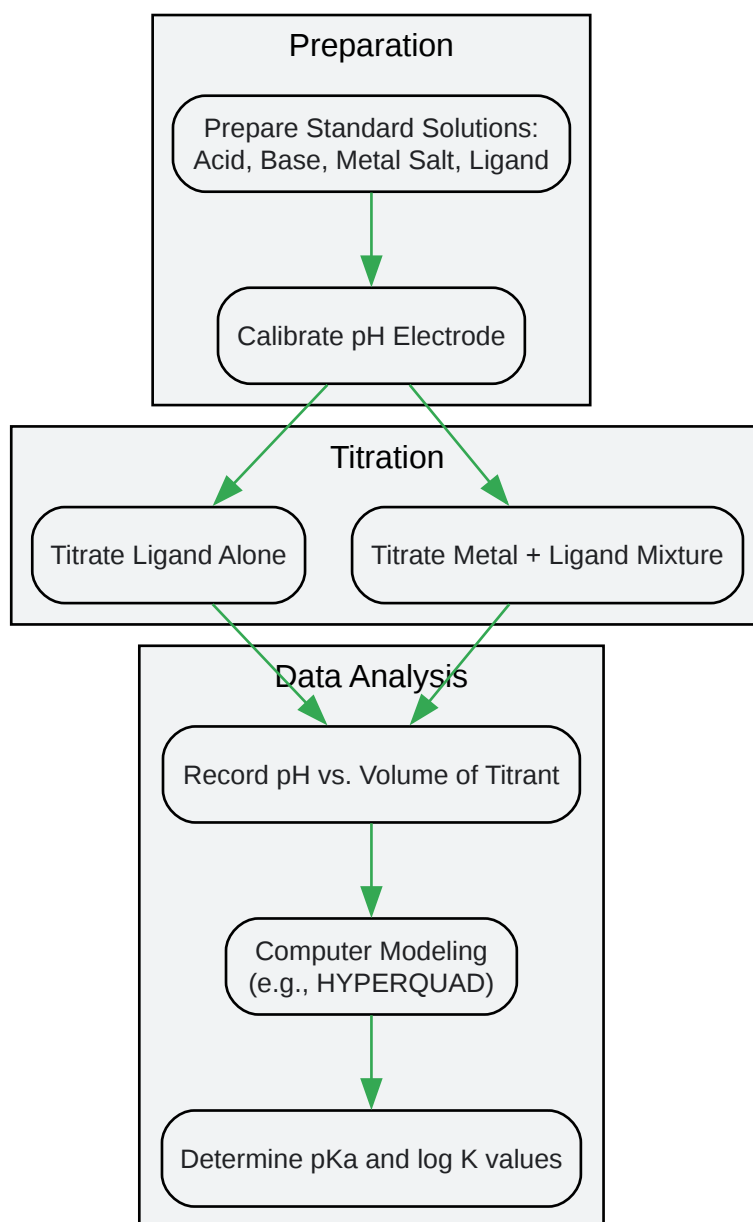 Preparation
Prepare Standard Solutions:
Acid, Base, Metal Salt, Ligand
Calibrate pH Electrode
Titration
Titrate Ligand Alone
Titrate Metal + Ligand Mixture
Data Analysis
Record pH vs. Volume of Titrant
Computer Modeling
(e.g., HYPERQUAD)
Determine pKa and log K values